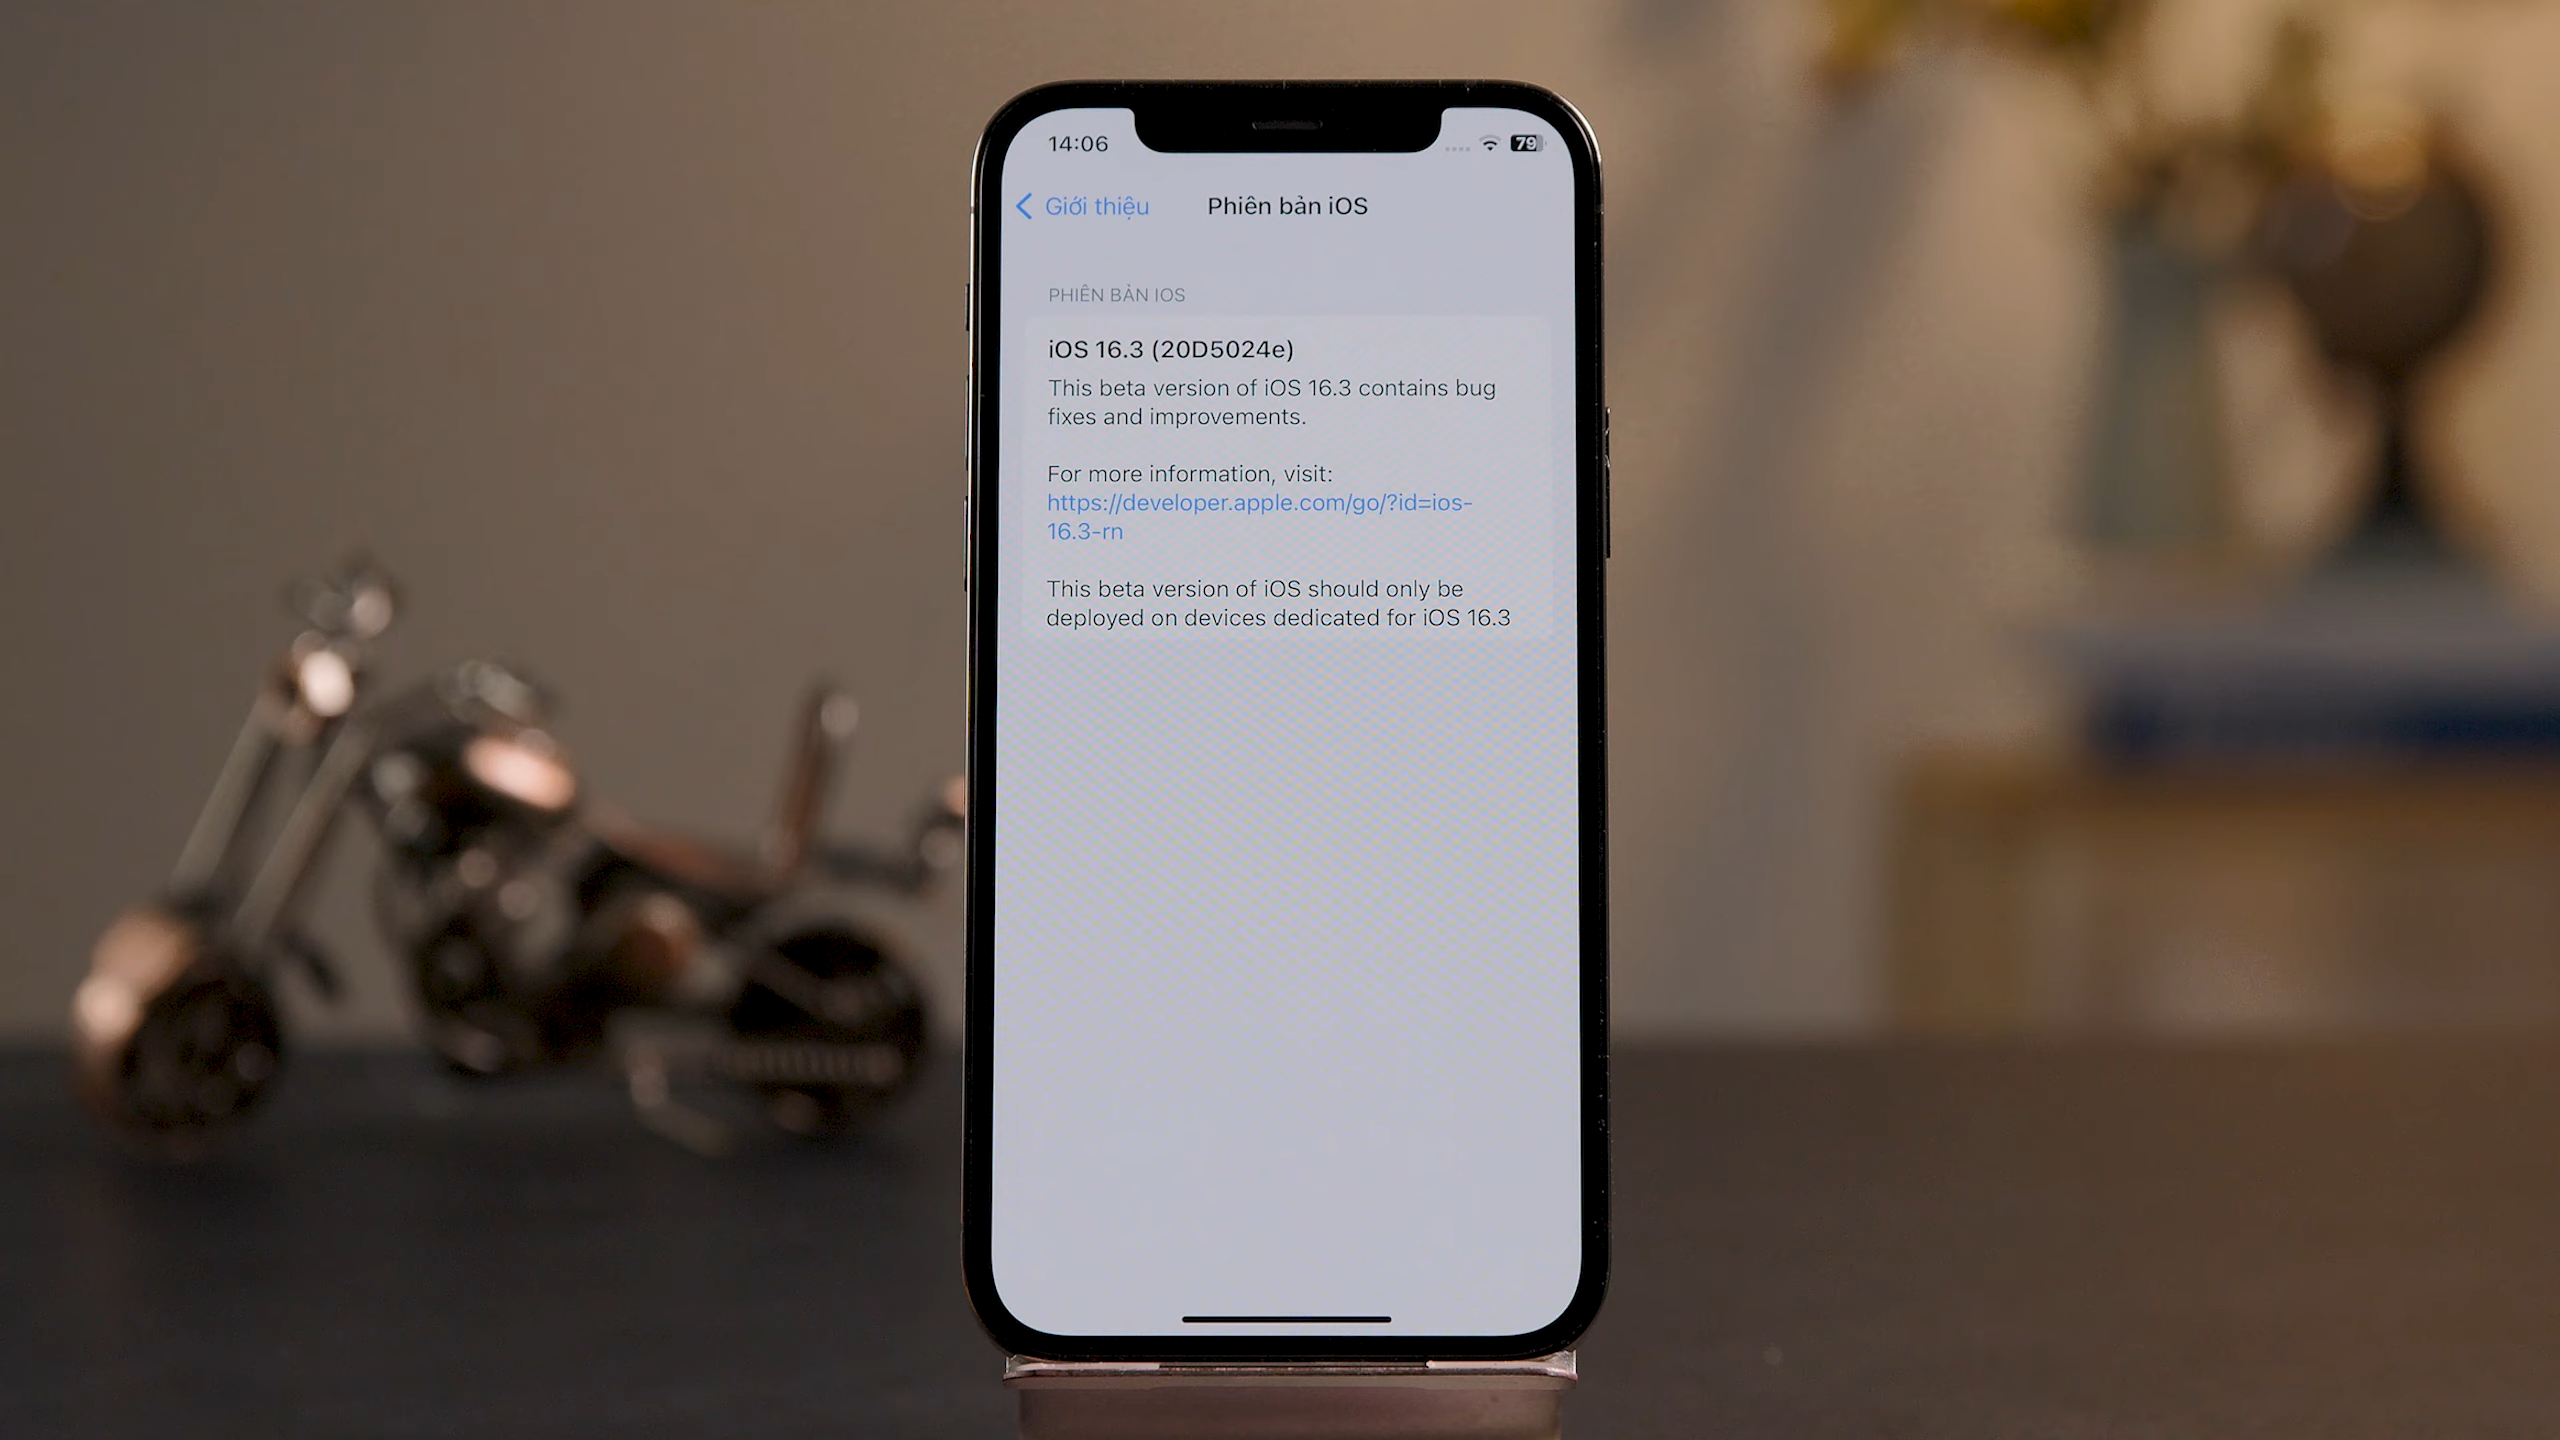 14:06
79
Giới thiệu
Phiên bản iOS
PHIÊN BẢN IOS
iOS 16.3 (20D5024e)
This beta version of iOS 16.3 contains bug
fixes and improvements.
For more information, visit:
https://developer.apple.com/go/?id=ios-
16.3-rn
This beta version of iOS should only be
deployed on devices dedicated for iOS 16.3